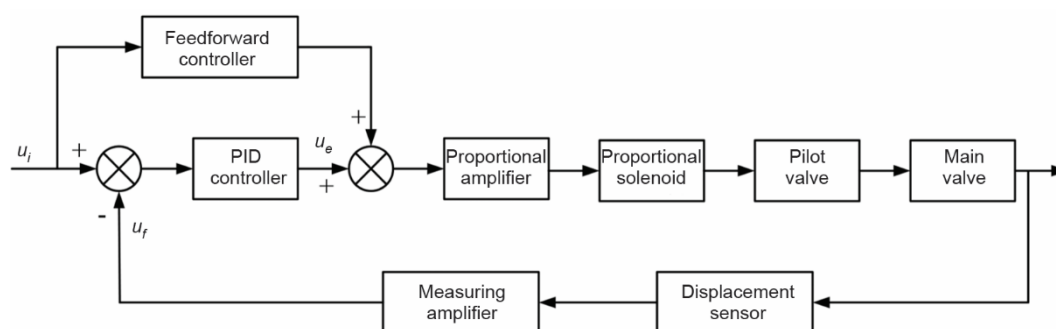 Feedforward
controller
+
u_i
+
PID
controller
u_e
+
Proportional
amplifier
Proportional
solenoid
Pilot
valve
Main
valve
-
u_f
Measuring
amplifier
Displacement
sensor